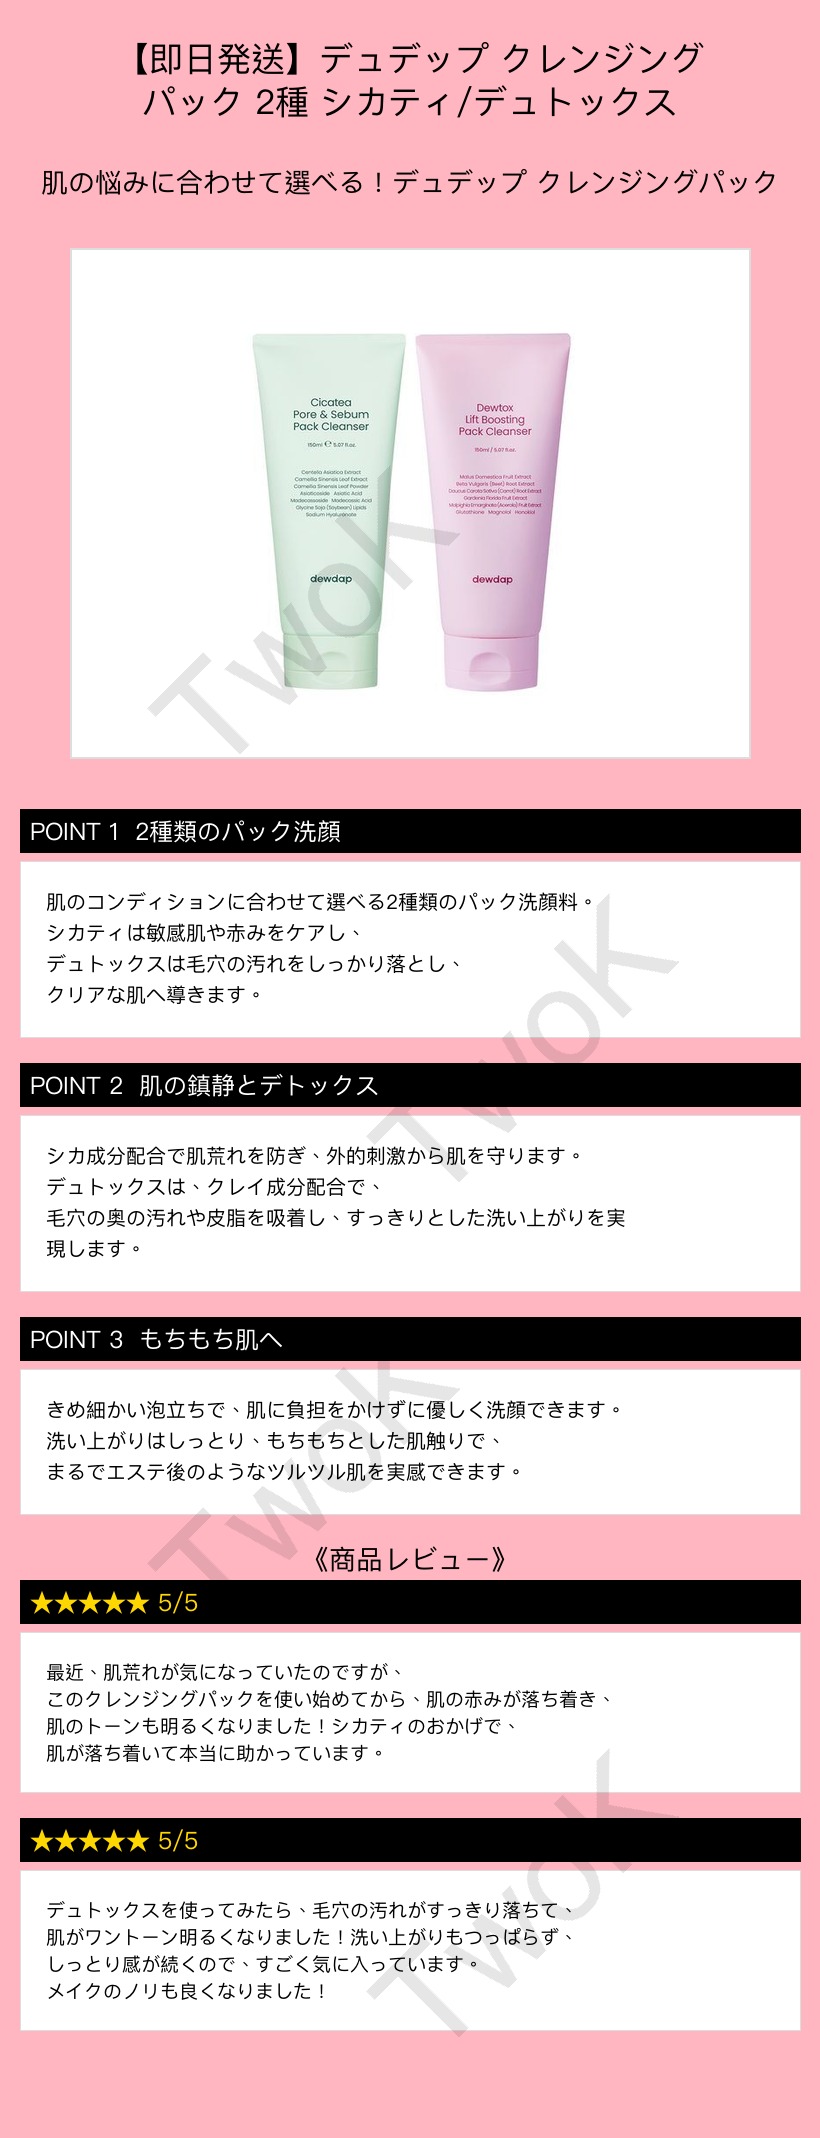 【即日発送】デュデップ クレンジング
パック 2種 シカティ/デュトックス
肌の悩みに合わせて選べる！デュデップ クレンジングパック
Cicatea
Pore & Sebum
Pack Cleanser
150ml ℮ 5.07 fl.oz.
Centella Asiatica Extract
Camellia Sinensis Leaf Extract
Camellia Sinensis Leaf Powder
Asiaticoside Asiatic Acid
Madecassoside Madecassic Acid
Glycine Soja (Soybean) Lipids
Sodium Hyaluronate
dewdap
Dewtox
Lift Boosting
Pack Cleanser
150ml / 5.07 fl.oz.
Malus Domestica Fruit Extract
Beta Vulgaris (Beet) Root Extract
Daucus Carota Sativa (Carrot) Root Extract
Gardenia Florida Fruit Extract
Malpighia Emarginata (Acerola) Fruit Extract
Glutathione Magnolol Honokiol
dewdap
TwoK
POINT 1 2種類のパック洗顔
肌のコンディションに合わせて選べる2種類のパック洗顔料。
シカティは敏感肌や赤みをケアし、
デュトックスは毛穴の汚れをしっかり落とし、
クリアな肌へ導きます。
TwoK
POINT 2 肌の鎮静とデトックス
シカ成分配合で肌荒れを防ぎ、外的刺激から肌を守ります。
デュトックスは、クレイ成分配合で、
毛穴の奥の汚れや皮脂を吸着し、すっきりとした洗い上がりを実
現します。
POINT 3 もちもち肌へ
きめ細かい泡立ちで、肌に負担をかけずに優しく洗顔できます。
洗い上がりはしっとり、もちもちとした肌触りで、
まるでエステ後のようなツルツル肌を実感できます。
TwoK
《商品レビュー》
★★★★★ 5/5
最近、肌荒れが気になっていたのですが、
このクレンジングパックを使い始めてから、肌の赤みが落ち着き、
肌のトーンも明るくなりました！シカティのおかげで、
肌が落ち着いて本当に助かっています。
★★★★★ 5/5
デュトックスを使ってみたら、毛穴の汚れがすっきり落ちて、
肌がワントーン明るくなりました！洗い上がりもつっぱらず、
しっとり感が続くので、すごく気に入っています。
メイクのノリも良くなりました！
TwoK